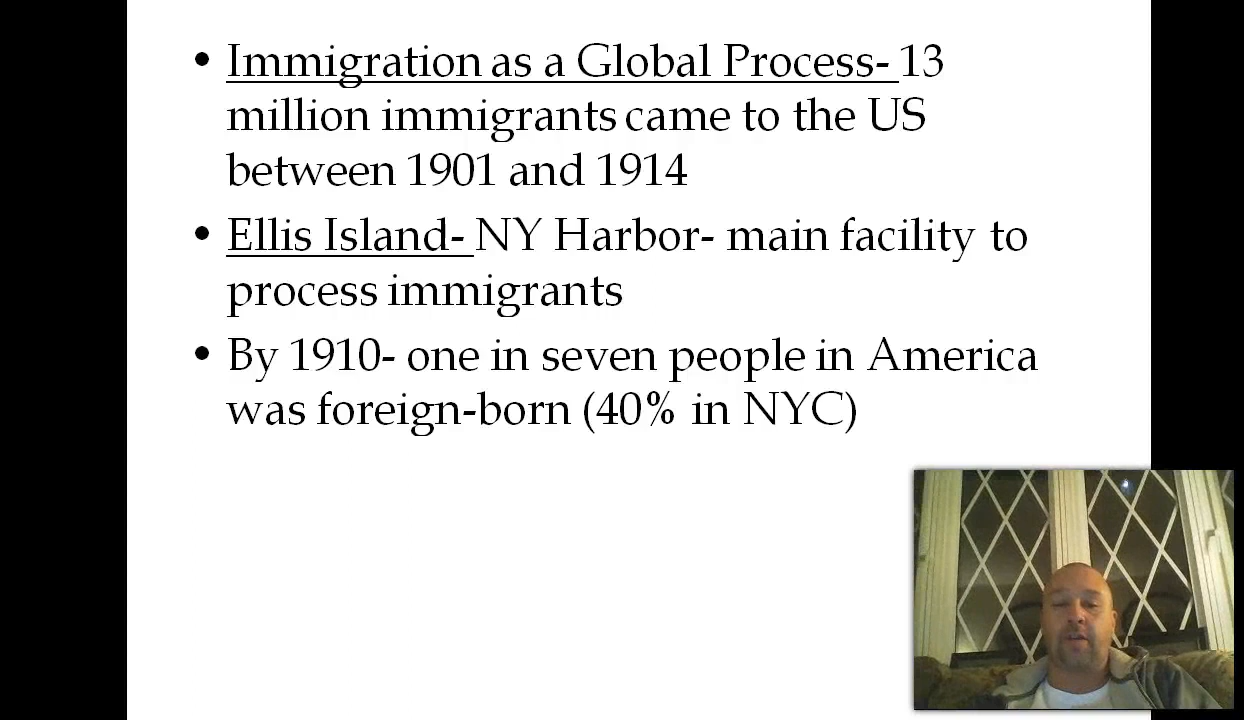 • Immigration as a Global Process- 13
million immigrants came to the US
between 1901 and 1914
• Ellis Island- NY Harbor- main facility to
process immigrants
• By 1910- one in seven people in America
was foreign-born (40% in NYC)